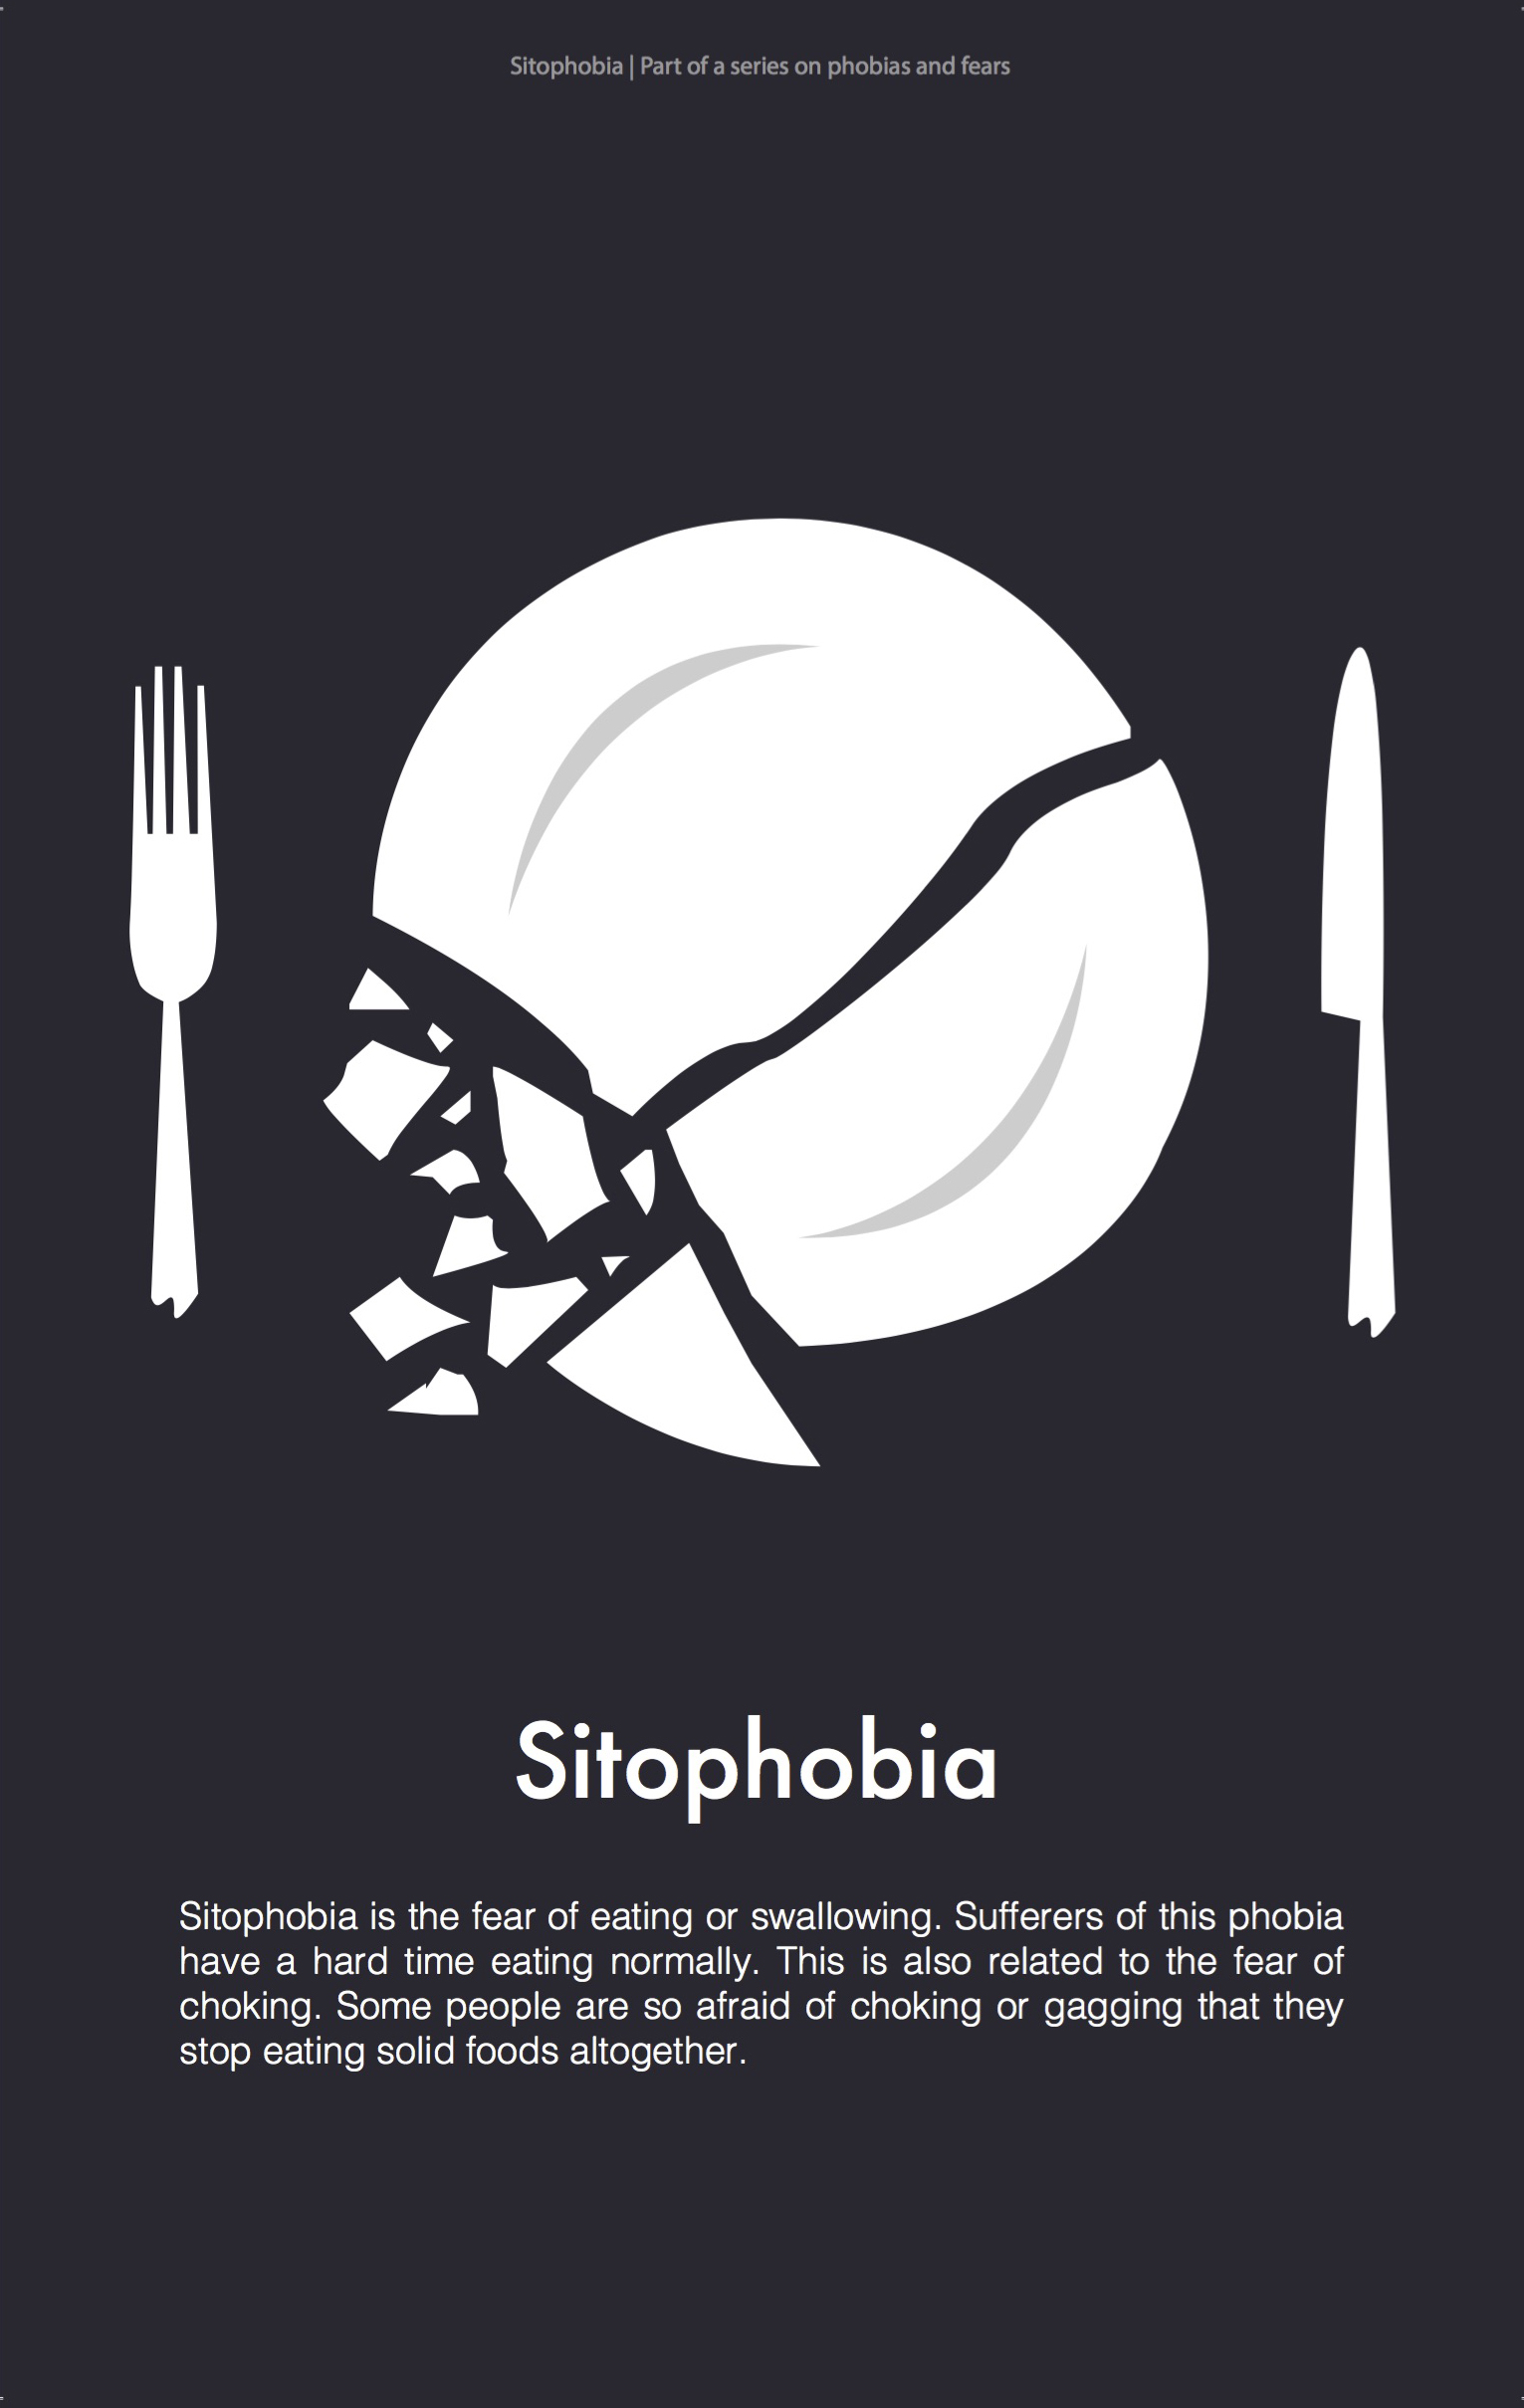 Sitophobia | Part of a series on phobias and fears
Sitophobia
Sitophobia is the fear of eating or swallowing. Sufferers of this phobia
have a hard time eating normally. This is also related to the fear of
choking. Some people are so afraid of choking or gagging that they
stop eating solid foods altogether.